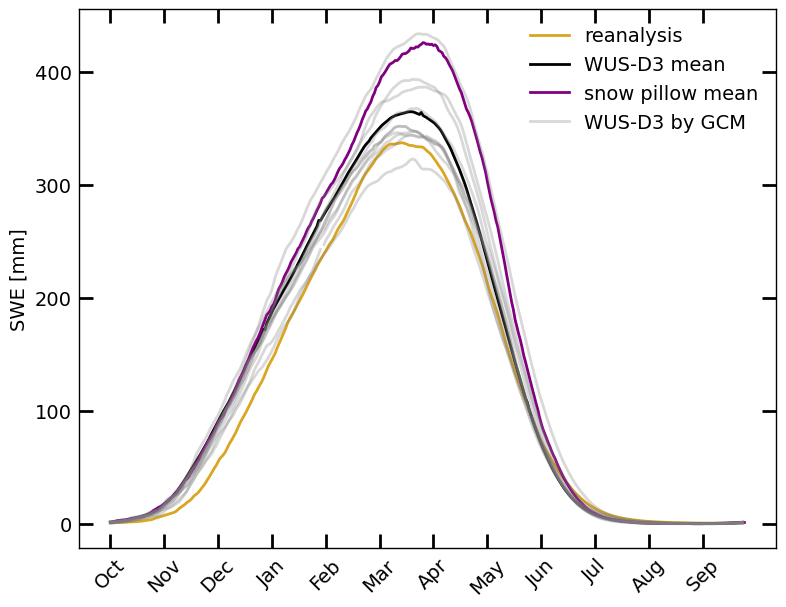 reanalysis
WUS-D3 mean
snow pillow mean
WUS-D3 by GCM
SWE [mm]
400
300
200
100
0
Oct
Nov
Dec
Jan
Feb
Mar
Apr
May
Jun
Jul
Aug
Sep